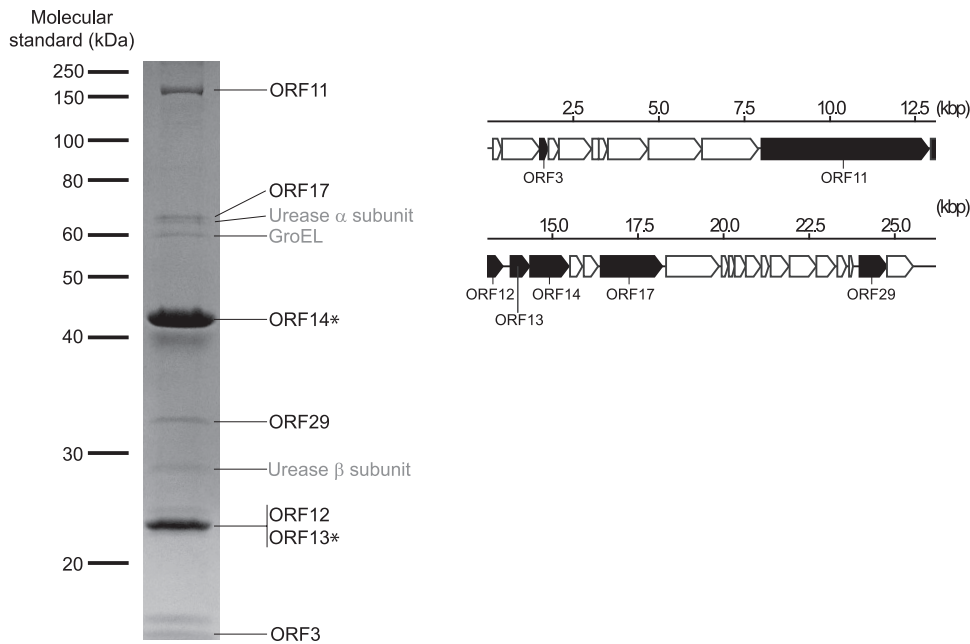 Molecular
standard (kDa)
250
150
100
80
60
50
40
30
20
ORF11
ORF17
Urease α subunit
GroEL
ORF14*
ORF29
Urease β subunit
ORF12
ORF13*
ORF3
2.5 5.0 7.5 10.0 12.5 (kbp)
ORF3 ORF11
15.0 17.5 20.0 22.5 25.0 (kbp)
ORF12 ORF14 ORF17 ORF29
ORF13